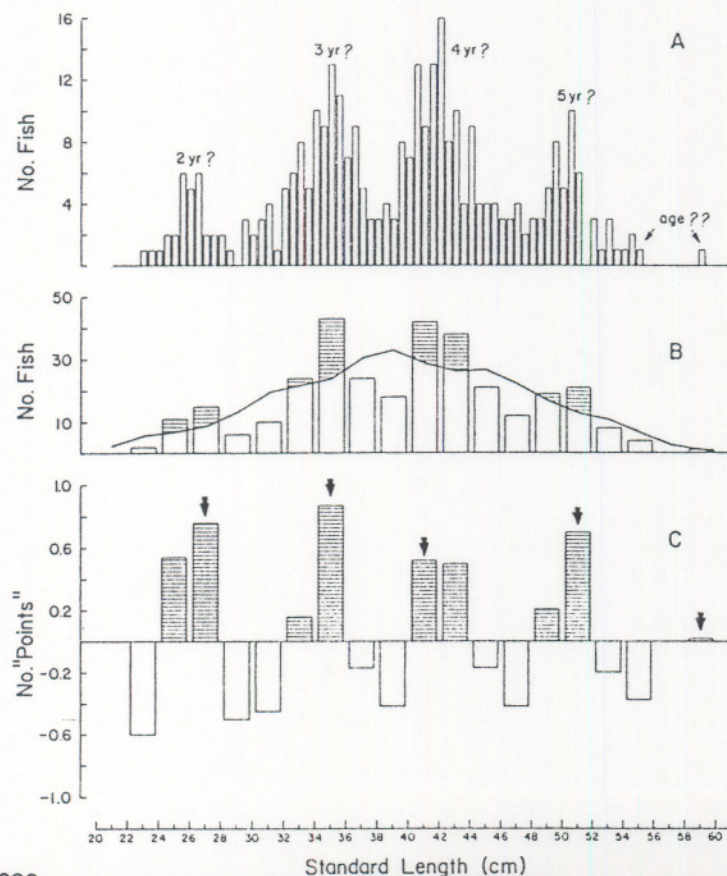 16
12
8
4
No. Fish
A
2 yr ?
3 yr ?
4 yr ?
5 yr ?
age ??
50
30
10
No. Fish
B
1.0
0.6
0.2
-0.2
-0.6
-1.0
No."Points"
C
20 22 24 26 28 30 32 34 36 38 40 42 44 46 48 50 52 54 56 58 60
Standard Length (cm)